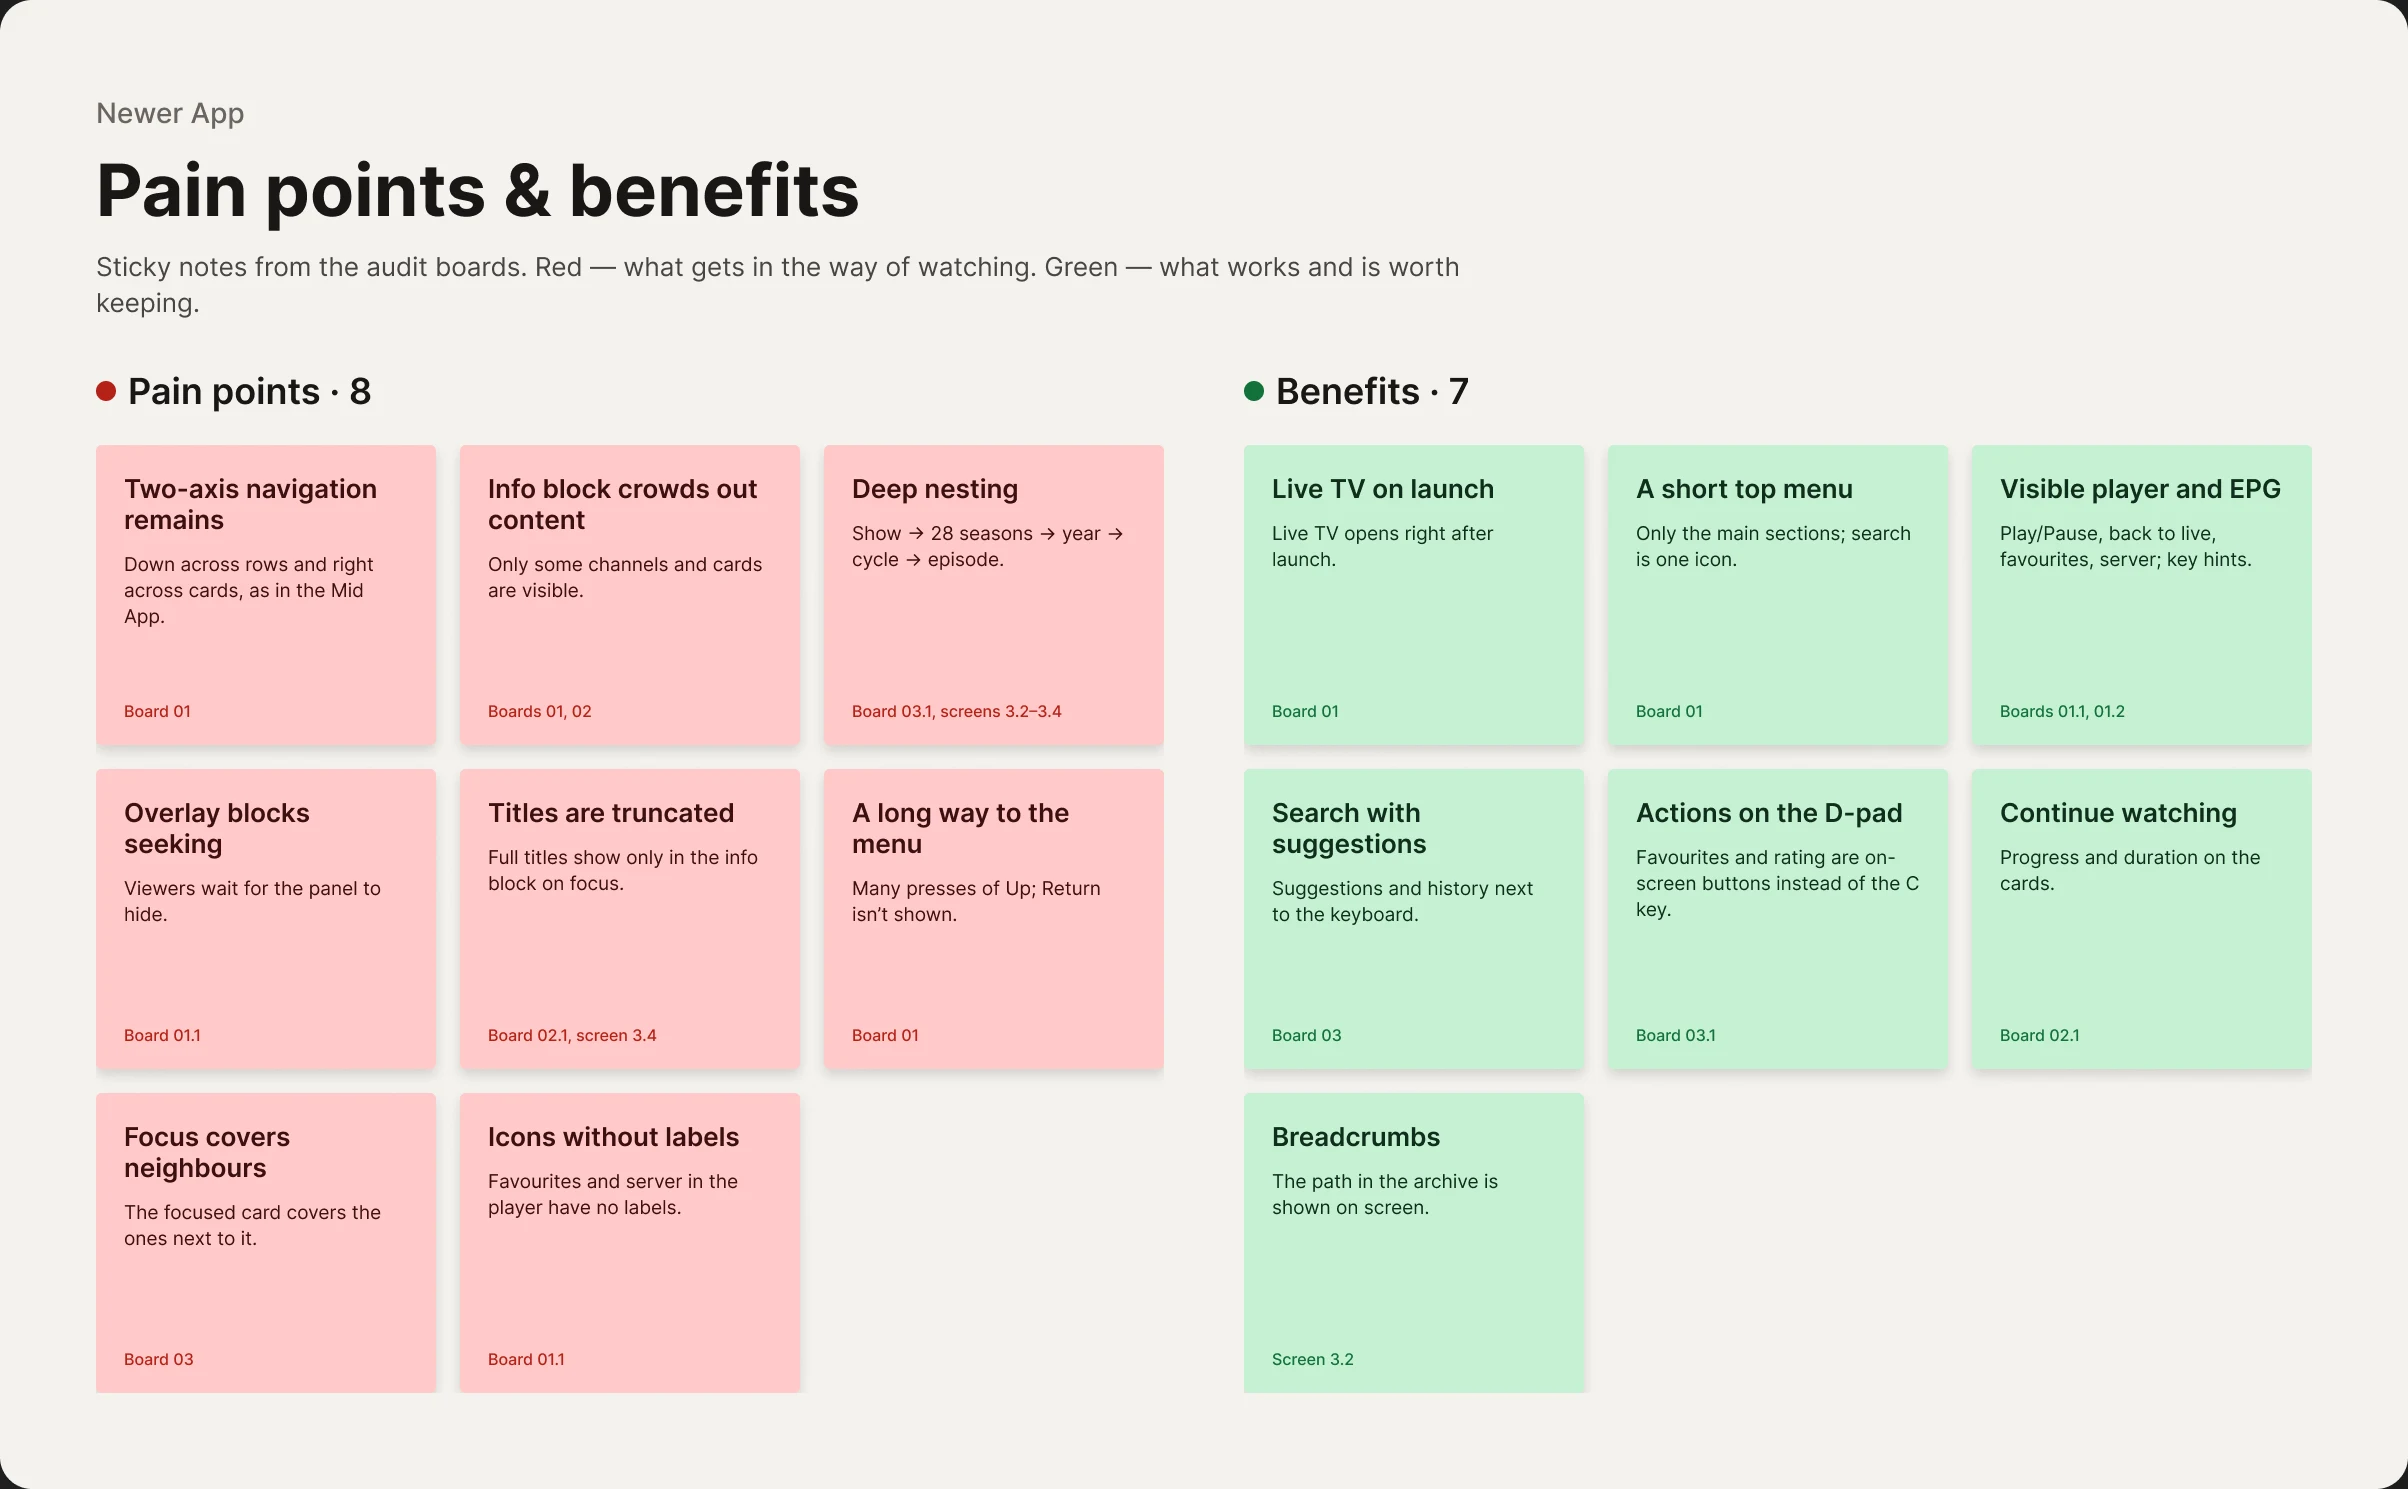 Newer App
Pain points & benefits
Sticky notes from the audit boards. Red — what gets in the way of watching. Green — what works and is worth
keeping.
Pain points · 8
Two-axis navigation
remains
Down across rows and right
across cards, as in the Mid
App.
Board 01
Info block crowds out
content
Only some channels and cards
are visible.
Boards 01, 02
Deep nesting
Show → 28 seasons → year →
cycle → episode.
Board 03.1, screens 3.2–3.4
Overlay blocks
seeking
Viewers wait for the panel to
hide.
Board 01.1
Titles are truncated
Full titles show only in the info
block on focus.
Board 02.1, screen 3.4
A long way to the
menu
Many presses of Up; Return
isn’t shown.
Board 01
Focus covers
neighbours
The focused card covers the
ones next to it.
Board 03
Icons without labels
Favourites and server in the
player have no labels.
Board 01.1
Benefits · 7
Live TV on launch
Live TV opens right after
launch.
Board 01
A short top menu
Only the main sections; search
is one icon.
Board 01
Visible player and EPG
Play/Pause, back to live,
favourites, server; key hints.
Boards 01.1, 01.2
Search with
suggestions
Suggestions and history next
to the keyboard.
Board 03
Actions on the D-pad
Favourites and rating are on-
screen buttons instead of the C
key.
Board 03.1
Continue watching
Progress and duration on the
cards.
Board 02.1
Breadcrumbs
The path in the archive is
shown on screen.
Screen 3.2